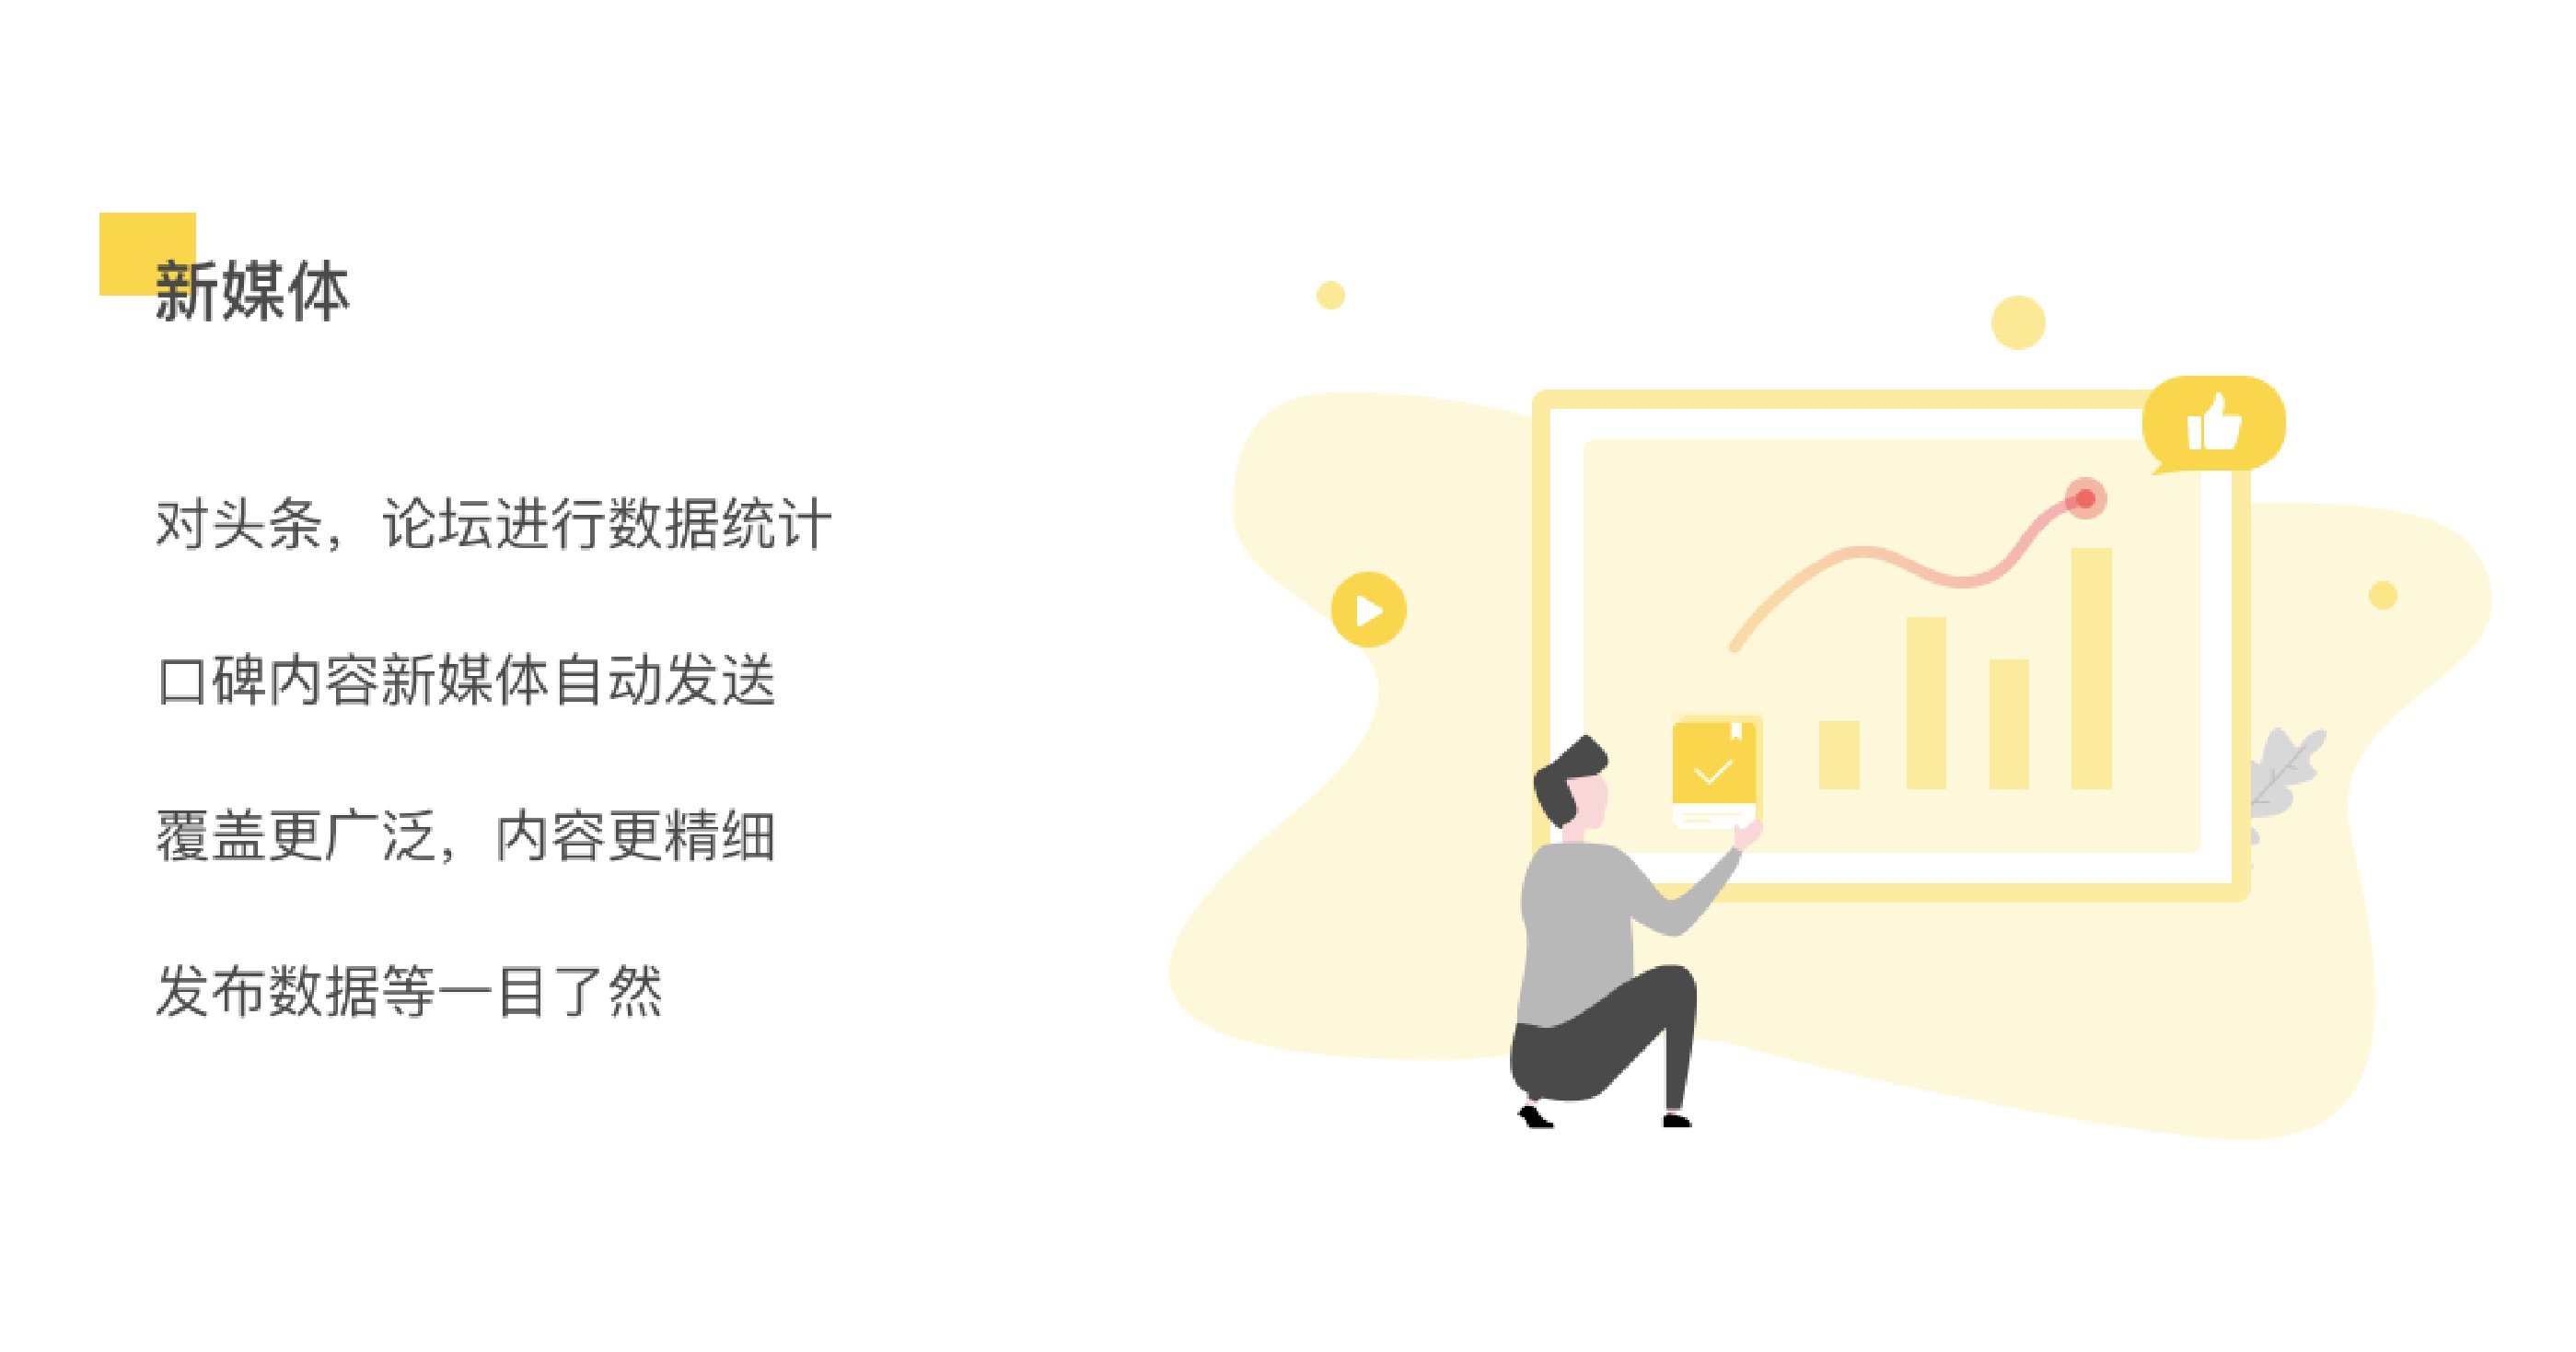 新媒体
对头条，论坛进行数据统计
口碑内容新媒体自动发送
覆盖更广泛，内容更精细
发布数据等一目了然